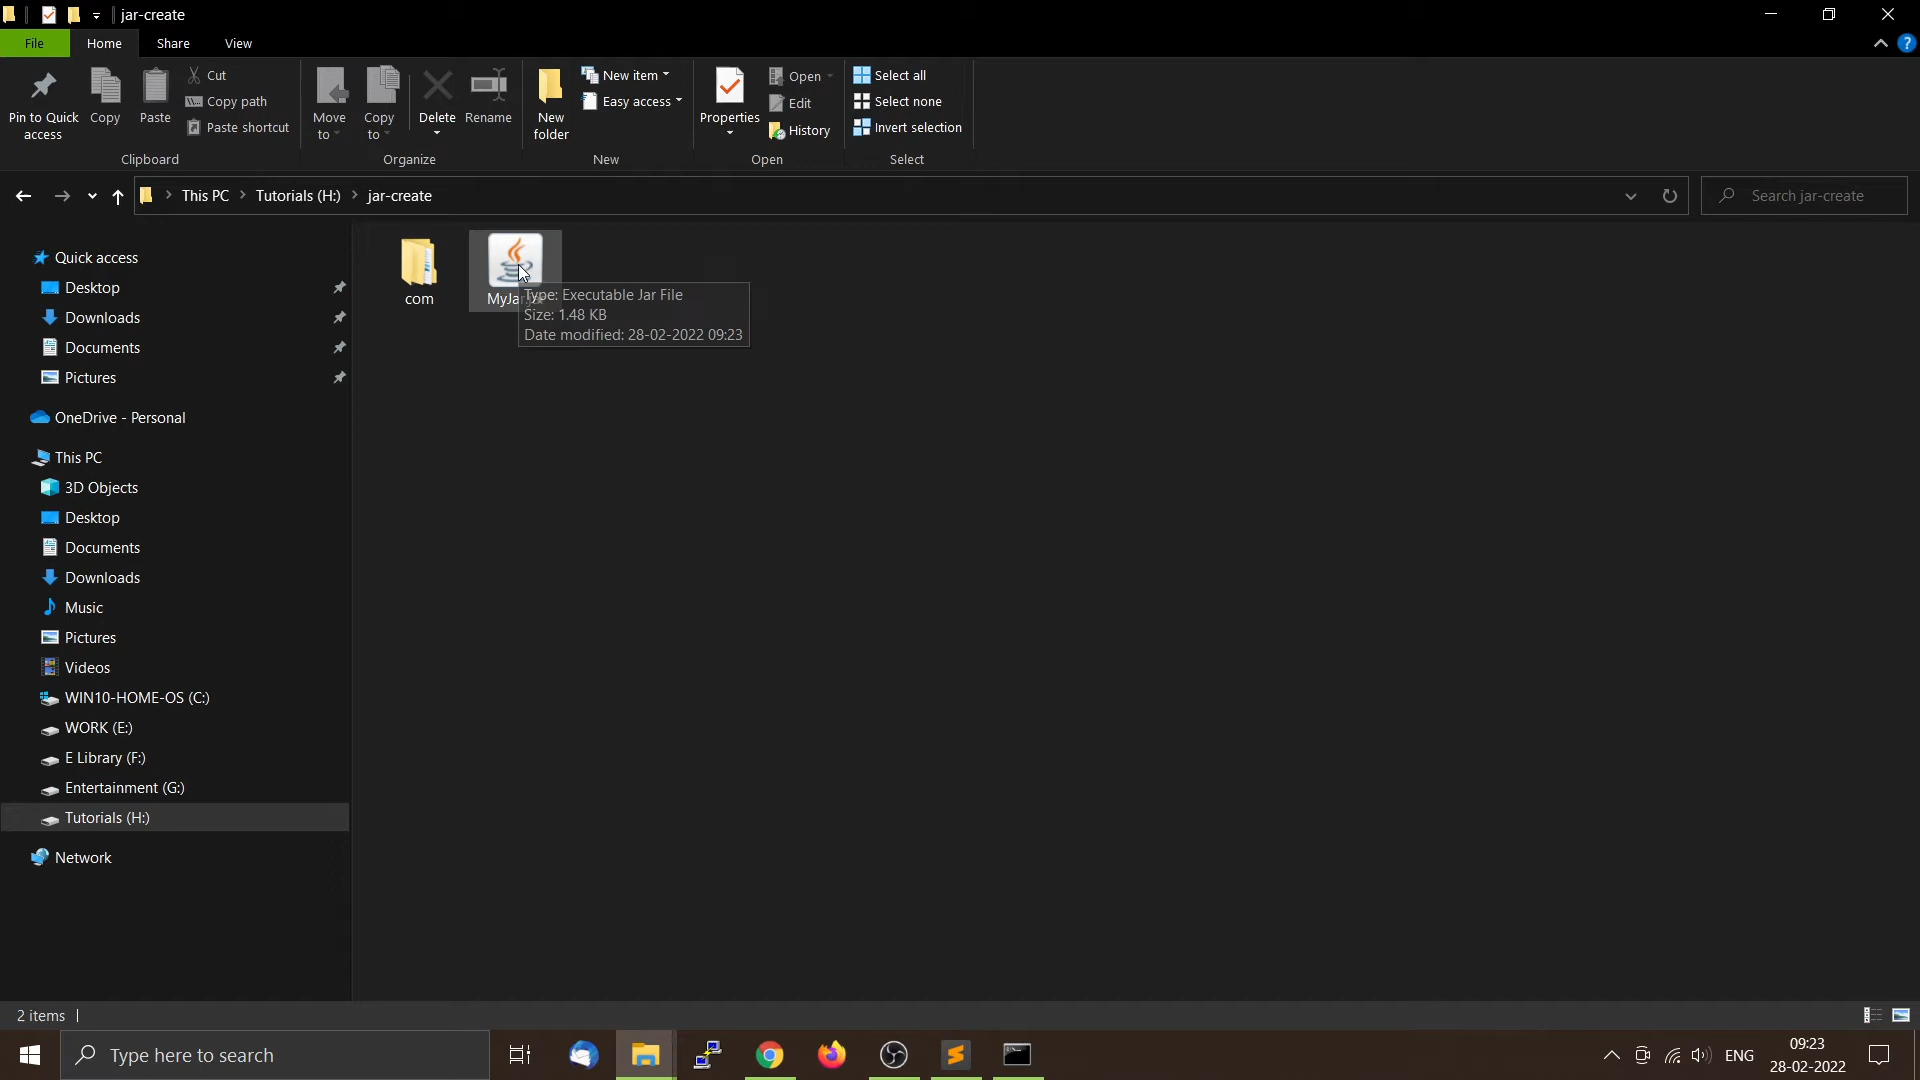 jar-create
File Home Share View
Pin to Quick access
Copy
Paste
Cut
Copy path
Paste shortcut
Clipboard
Move to
Copy to
Delete
Rename
Organize
New folder
New item
Easy access
New
Properties
Open
Edit
History
Open
Select all
Select none
Invert selection
Select
This PC Tutorials (H:) jar-create
Search jar-create
Quick access
Desktop
Downloads
Documents
Pictures
OneDrive - Personal
This PC
3D Objects
Desktop
Documents
Downloads
Music
Pictures
Videos
WIN10-HOME-OS (C:)
WORK (E:)
E Library (F:)
Entertainment (G:)
Tutorials (H:)
Network
com
Type: Executable Jar File
Size: 1.48 KB
Date modified: 28-02-2022 09:23
2 items
Type here to search
ENG
09:23
28-02-2022